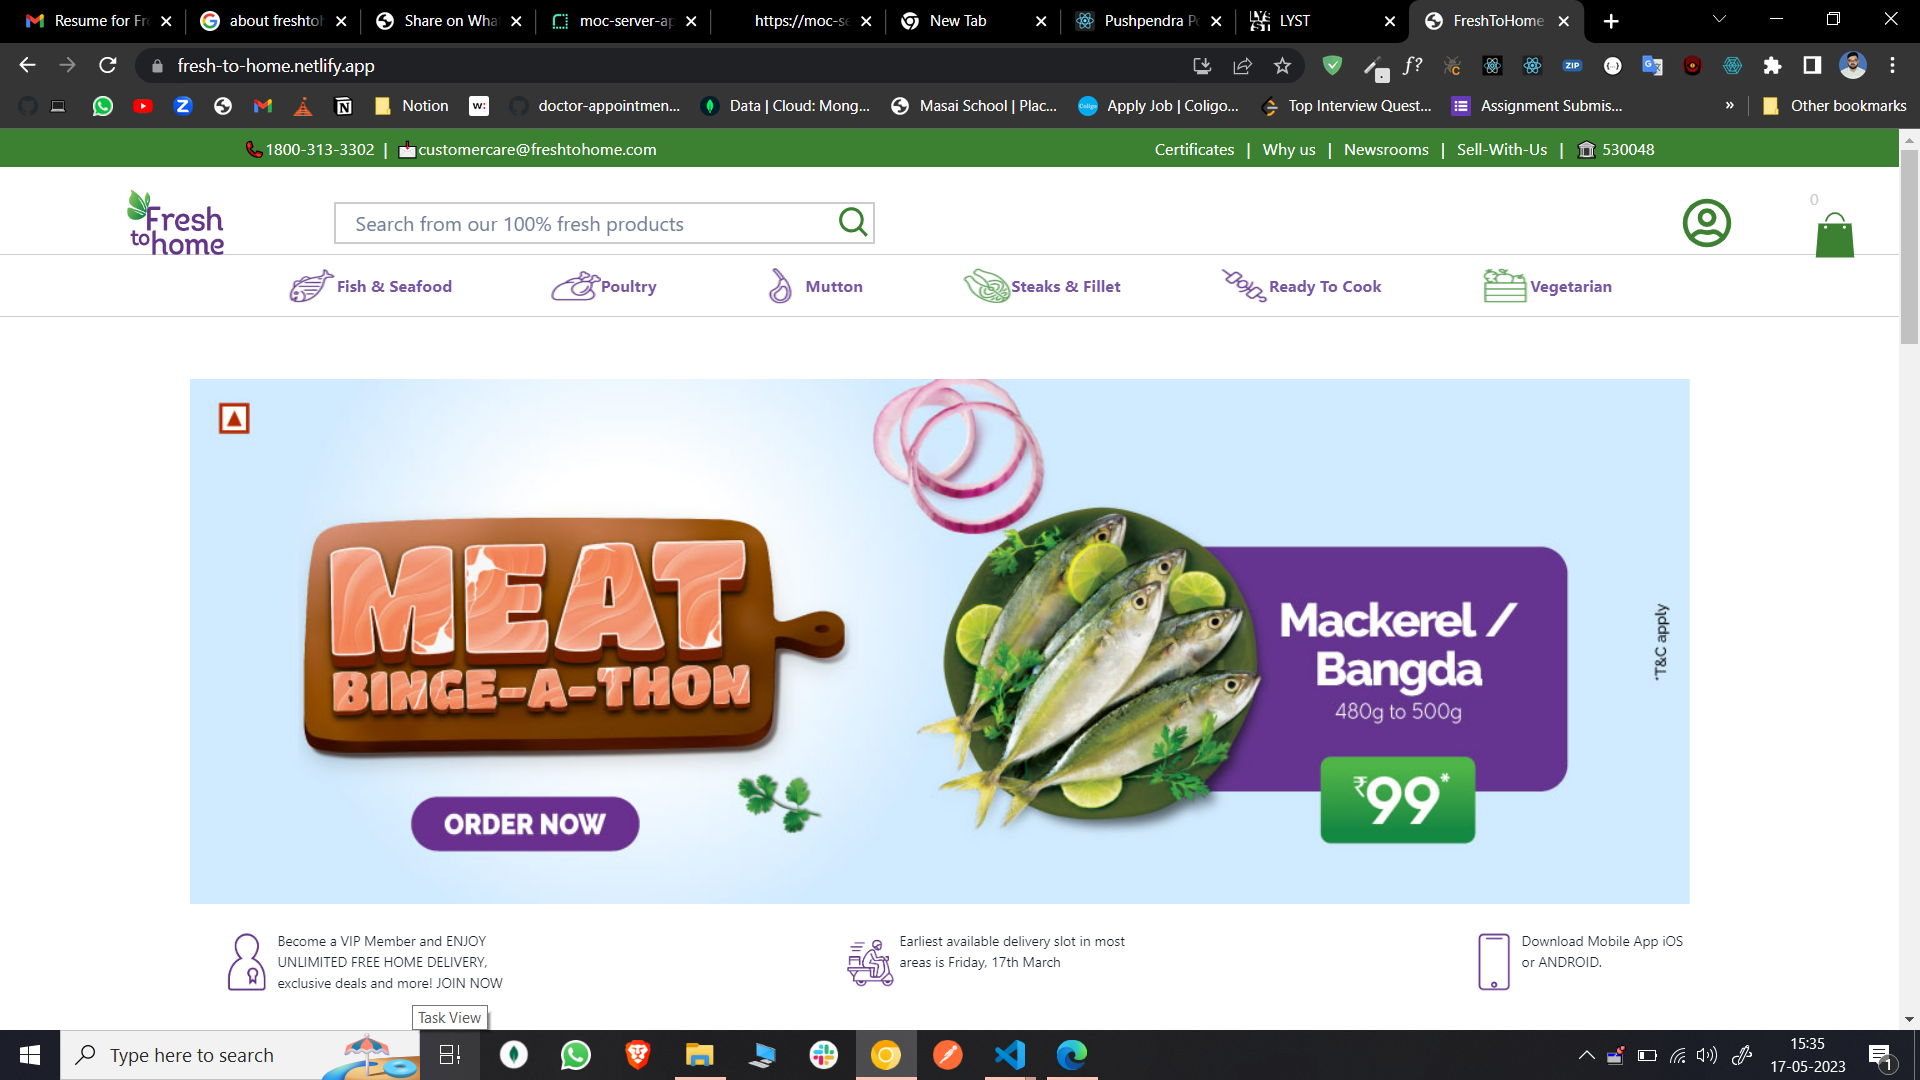 Resume for Fr
about freshtoh
Share on Wha
moc-server-ap
https://moc-se
New Tab
Pushpendra Po
LYST
FreshToHome
fresh-to-home.netlify.app
f?
ZIP
Notion
w:
doctor-appointmen...
Data | Cloud: Mong...
Masai School | Plac...
Apply Job | Coligo...
Top Interview Quest...
Assignment Submis...
»
Other bookmarks
1800-313-3302 | customercare@freshtohome.com
Certificates | Why us | Newsrooms | Sell-With-Us | 530048
Fresh
to home
Search from our 100% fresh products
0
Fish & Seafood
Poultry
Mutton
Steaks & Fillet
Ready To Cook
Vegetarian
MEAT
BINGE-A-THON
ORDER NOW
Mackerel /
Bangda
480g to 500g
₹99*
*T&C apply
Become a VIP Member and ENJOY
UNLIMITED FREE HOME DELIVERY,
exclusive deals and more! JOIN NOW
Earliest available delivery slot in most
areas is Friday, 17th March
Download Mobile App iOS
or ANDROID.
Task View
Type here to search
15:35
17-05-2023
1